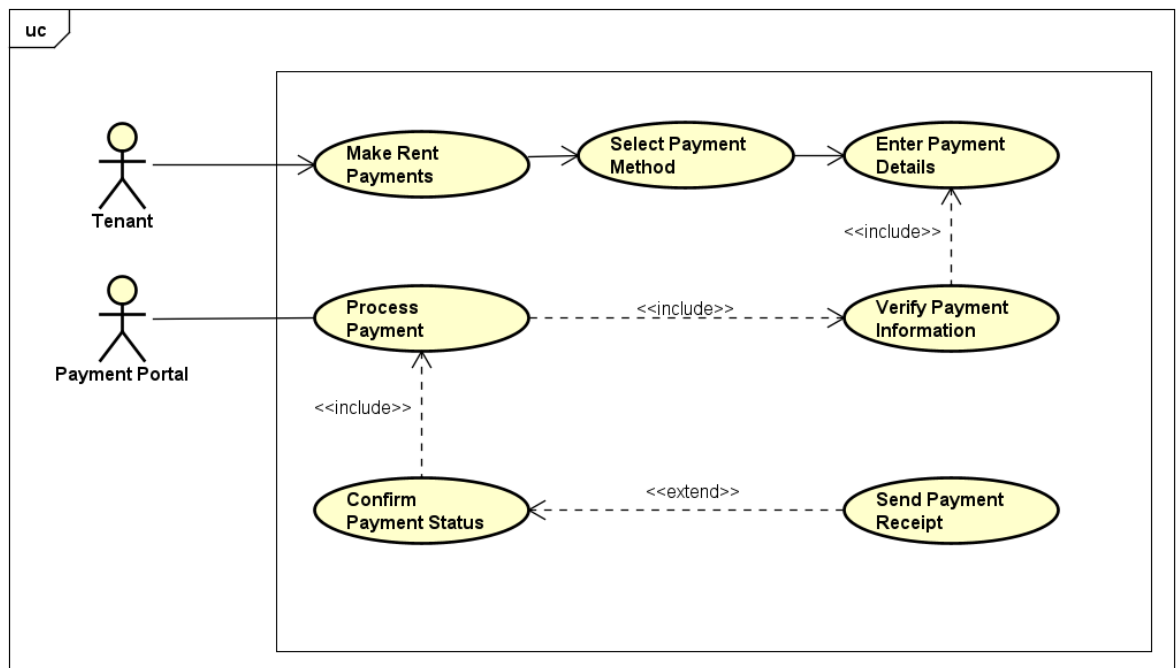 uc
Make Rent
Payments
Select Payment
Method
Enter Payment
Details
Tenant
<<include>>
Process
Payment
<<include>>
Verify Payment
Information
Payment Portal
<<include>>
Confirm
Payment Status
<<extend>>
Send Payment
Receipt